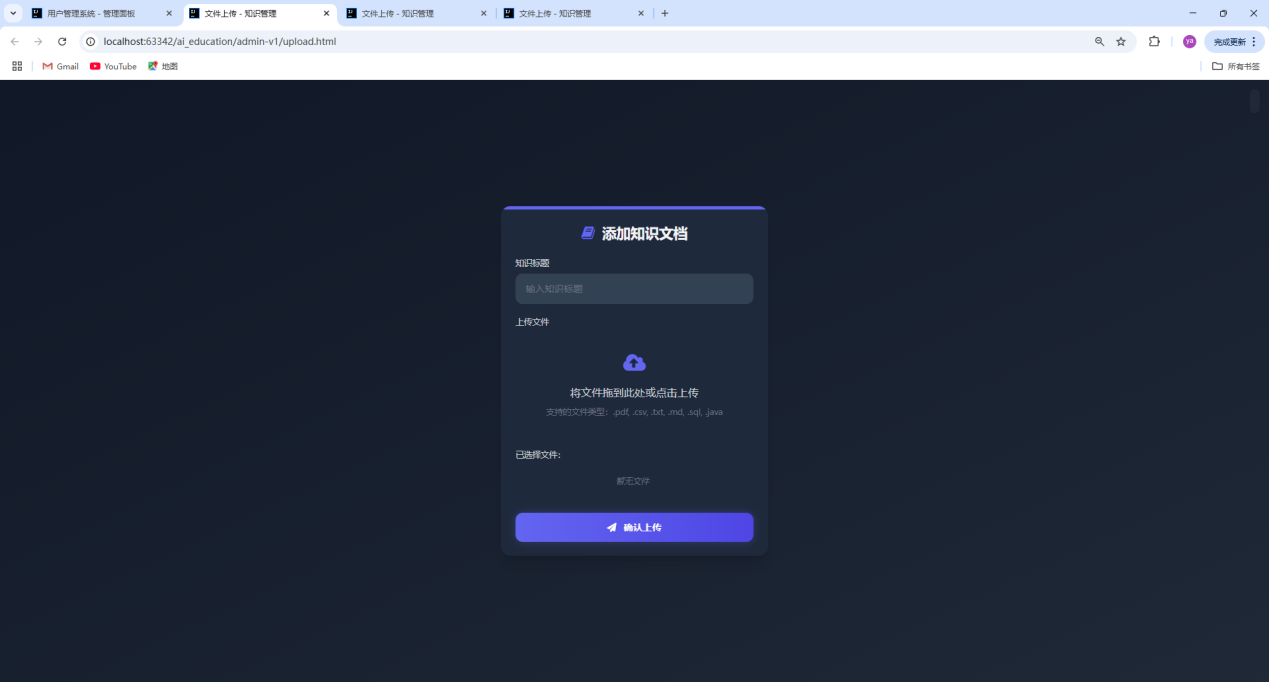 用户管理系统 - 管理面板
文件上传 - 知识管理
文件上传 - 知识管理
文件上传 - 知识管理
localhost:63342/ai_education/admin-v1/upload.html
ya
完成更新
Gmail
YouTube
地图
所有书签
添加知识文档
知识标题
输入知识标题
上传文件
将文件拖到此处或点击上传
支持的文件类型: .pdf, .csv, .txt, .md, .sql, .java
已选择文件:
暂无文件
确认上传